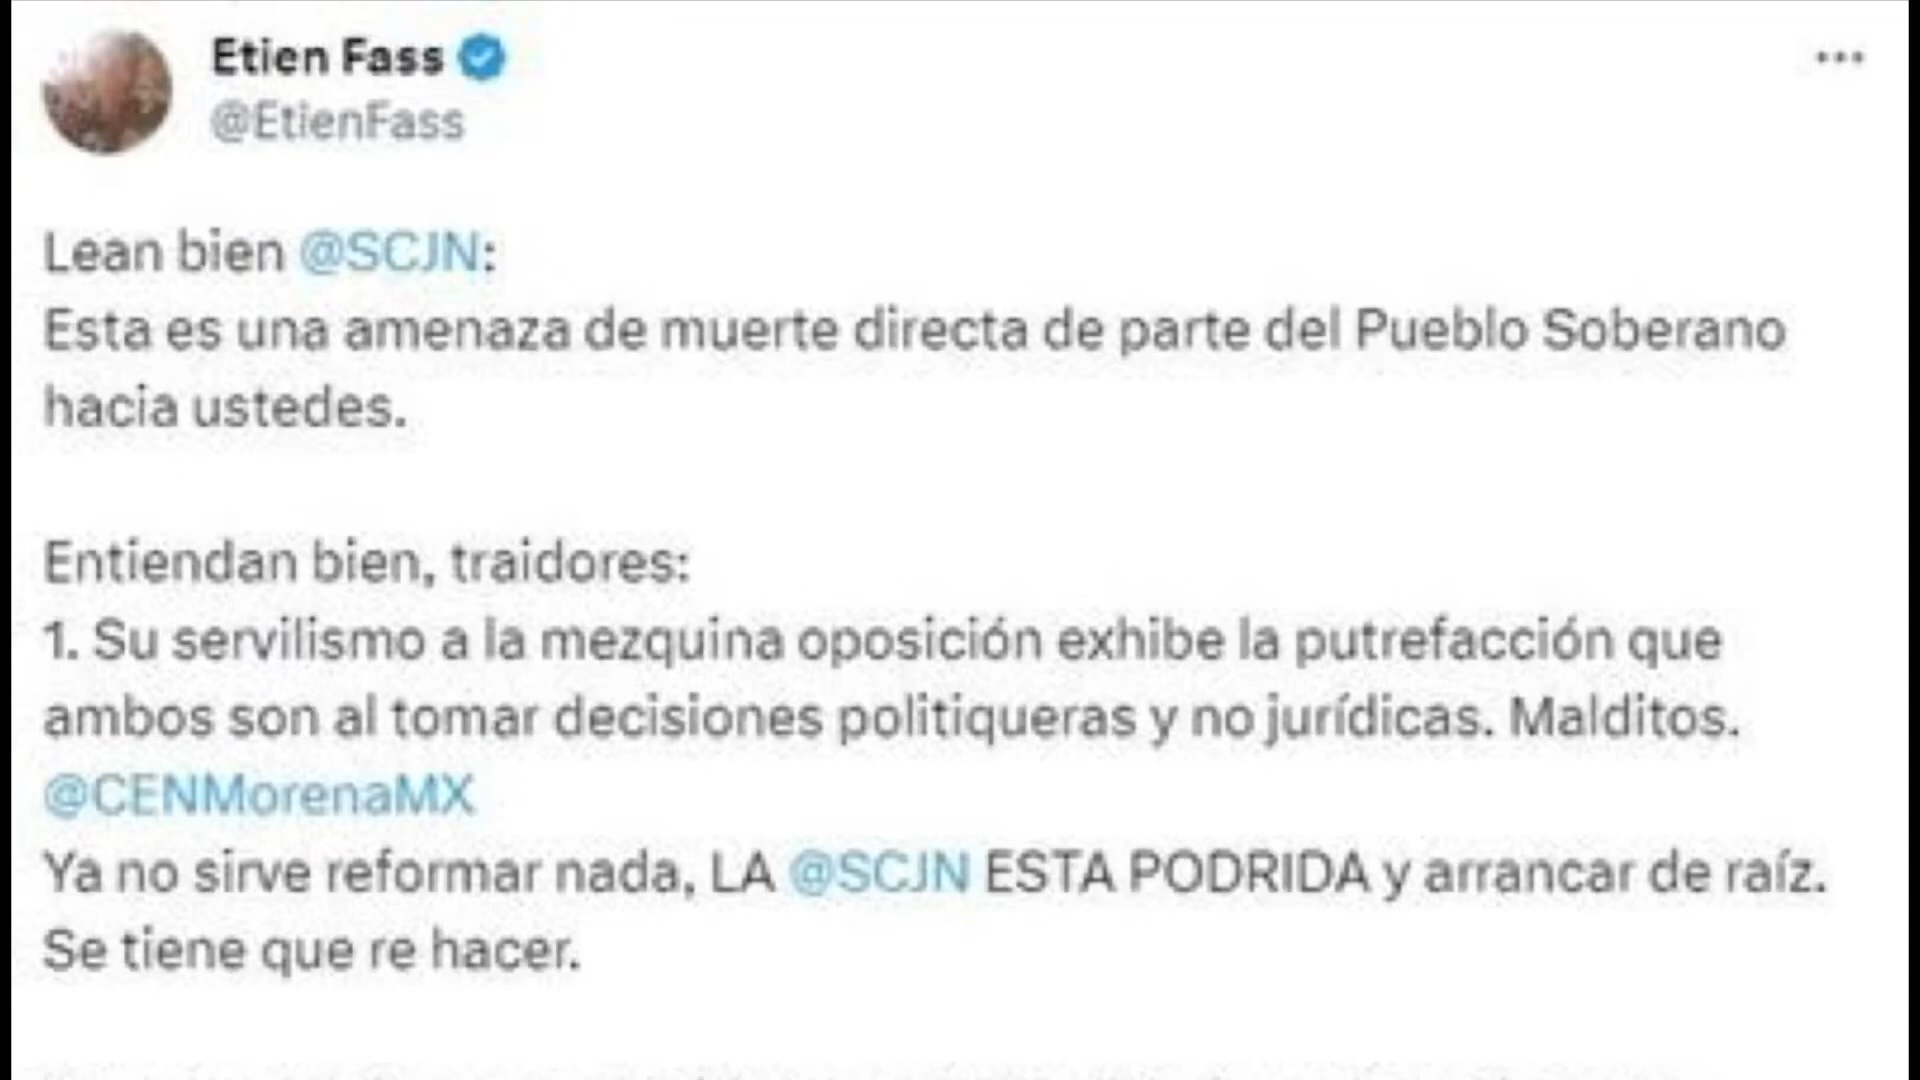 Etien Fass
@EtienFass
Lean bien @SCJN:
Esta es una amenaza de muerte directa de parte del Pueblo Soberano
hacia ustedes.
Entiendan bien, traidores:
1. Su servilismo a la mezquina oposición exhibe la putrefacción que
ambos son al tomar decisiones politiqueras y no jurídicas. Malditos.
@CENMorenaMX
Ya no sirve reformar nada, LA @SCJN ESTA PODRIDA y arrancar de raíz.
Se tiene que re hacer.